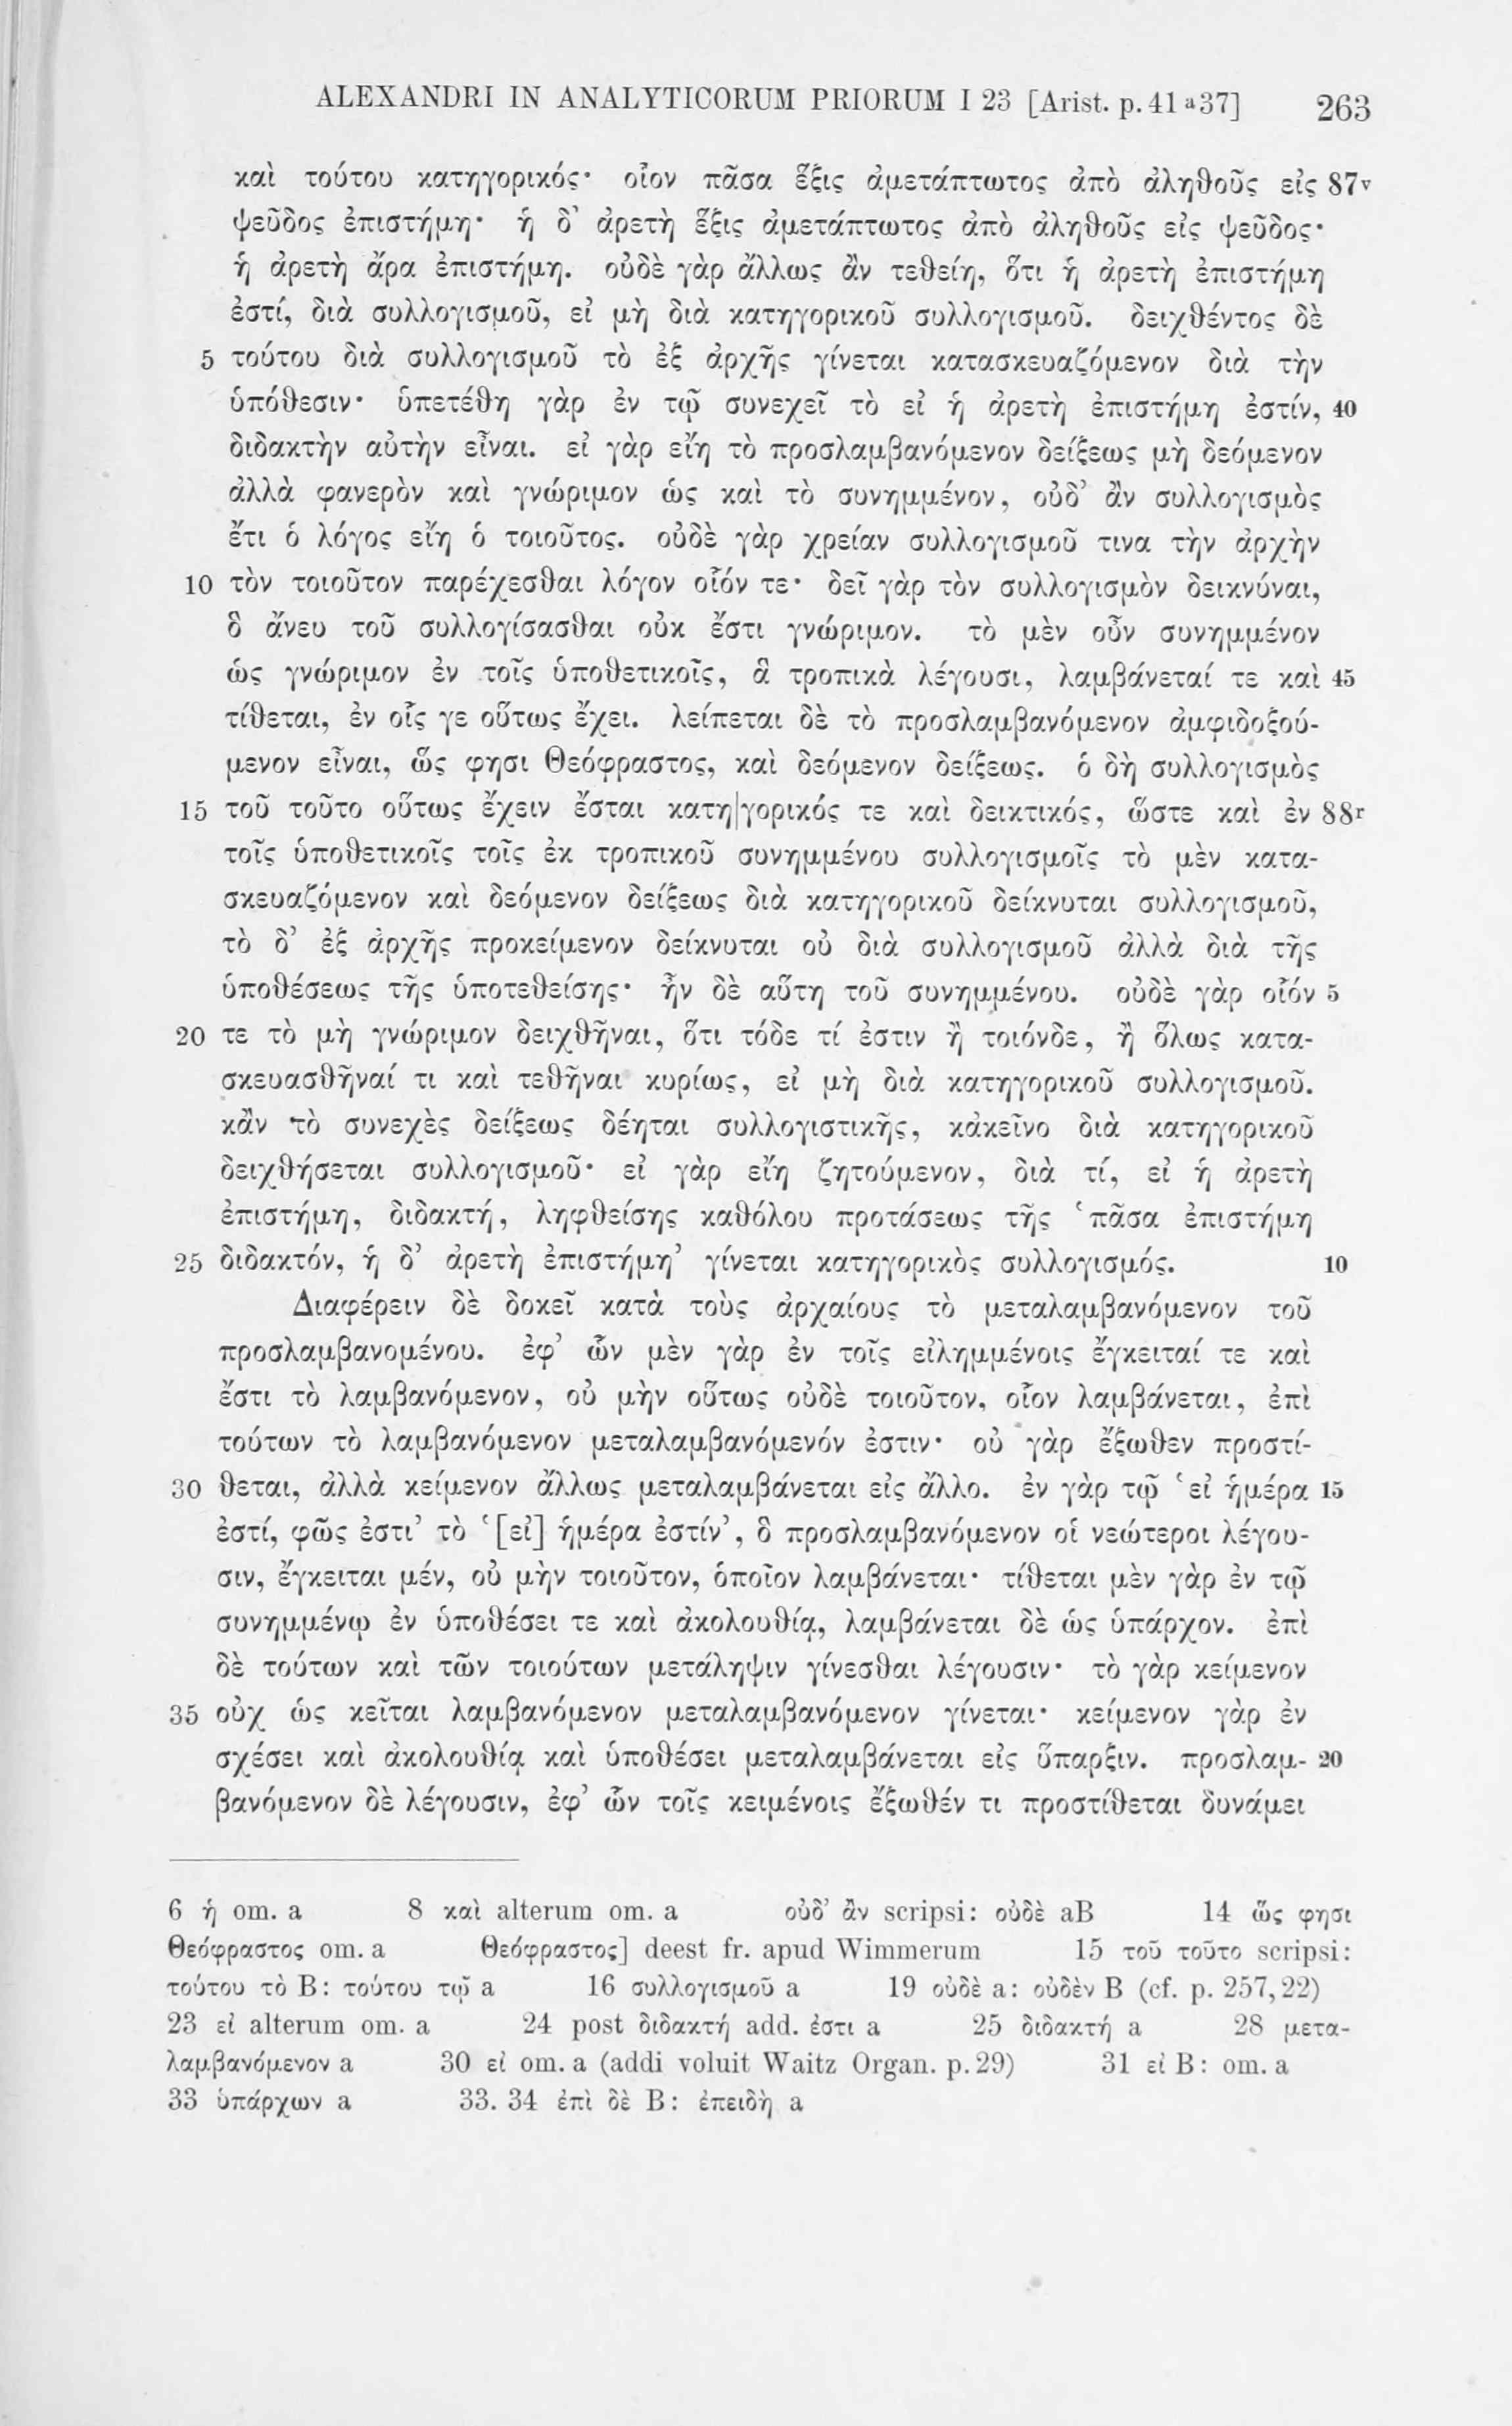 ALEXANDRI IN ANALYTICORUM PRIORUM I 23 [Arist. p. 41 a 37] 263
καὶ τούτου κατηγορικός· οἷον πᾶσα ἕξις ἀμετάπτωτος ἀπὸ ἀληθοῦς εἰς 87v
ψεῦδος ἐπιστήμη· ἡ δ’ ἀρετὴ ἕξις ἀμετάπτωτος ἀπὸ ἀληθοῦς εἰς ψεῦδος·
ἡ ἀρετὴ ἄρα ἐπιστήμη. οὐδὲ γὰρ ἄλλως ἂν τεθείη, ὅτι ἡ ἀρετὴ ἐπιστήμη
ἐστί, διὰ συλλογισμοῦ, εἰ μὴ διὰ κατηγορικοῦ συλλογισμοῦ. δειχθέντος δὲ
5 τούτου διὰ συλλογισμοῦ τὸ ἐξ ἀρχῆς γίνεται κατασκευαζόμενον διὰ τὴν
ὑπόθεσιν· ὑπετέθη γὰρ ἐν τῷ συνεχεῖ τὸ εἰ ἡ ἀρετὴ ἐπιστήμη ἐστίν, 40
διδακτὴν αὐτὴν εἶναι. εἰ γὰρ εἴη τὸ προσλαμβανόμενον δείξεως μὴ δεόμενον
ἀλλὰ φανερὸν καὶ γνώριμον ὡς καὶ τὸ συνημμένον, οὐδ’ ἂν συλλογισμὸς
ἔτι ὁ λόγος εἴη ὁ τοιοῦτος. οὐδὲ γὰρ χρείαν συλλογισμοῦ τινα τὴν ἀρχὴν
10 τὸν τοιοῦτον παρέχεσθαι λόγον οἷόν τε· δεῖ γὰρ τὸν συλλογισμὸν δεικνύναι,
ὃ ἄνευ τοῦ συλλογίσασθαι οὐκ ἔστι γνώριμον. τὸ μὲν οὖν συνημμένον
ὡς γνώριμον ἐν τοῖς ὑποθετικοῖς, ἃ τροπικὰ λέγουσι, λαμβάνεταί τε καὶ 45
τίθεται, ἐν οἷς γε οὕτως ἔχει. λείπεται δὲ τὸ προσλαμβανόμενον ἀμφιδοξού-
μενον εἶναι, ὥς φησι Θεόφραστος, καὶ δεόμενον δείξεως. ὁ δὴ συλλογισμὸς
15 τοῦ τοῦτο οὕτως ἔχειν ἔσται κατη|γορικός τε καὶ δεικτικός, ὥστε καὶ ἐν 88r
τοῖς ὑποθετικοῖς τοῖς ἐκ τροπικοῦ συνημμένου συλλογισμοῖς τὸ μὲν κατα-
σκευαζόμενον καὶ δεόμενον δείξεως διὰ κατηγορικοῦ δείκνυται συλλογισμοῦ,
τὸ δ’ ἐξ ἀρχῆς προκείμενον δείκνυται οὐ διὰ συλλογισμοῦ ἀλλὰ διὰ τῆς
ὑποθέσεως τῆς ὑποτεθείσης· ἦν δὲ αὕτη τοῦ συνημμένου. οὐδὲ γὰρ οἷόν 5
20 τε τὸ μὴ γνώριμον δειχθῆναι, ὅτι τόδε τί ἐστιν ἢ τοιόνδε, ἢ ὅλως κατα-
σκευασθῆναί τι καὶ τεθῆναι κυρίως, εἰ μὴ διὰ κατηγορικοῦ συλλογισμοῦ.
κἂν τὸ συνεχὲς δείξεως δέηται συλλογιστικῆς, κἀκεῖνο διὰ κατηγορικοῦ
δειχθήσεται συλλογισμοῦ· εἰ γὰρ εἴη ζητούμενον, διὰ τί, εἰ ἡ ἀρετὴ
ἐπιστήμη, διδακτή, ληφθείσης καθόλου προτάσεως τῆς ‘πᾶσα ἐπιστήμη
25 διδακτόν, ἡ δ’ ἀρετὴ ἐπιστήμη’ γίνεται κατηγορικὸς συλλογισμός. 10
Διαφέρειν δὲ δοκεῖ κατὰ τοὺς ἀρχαίους τὸ μεταλαμβανόμενον τοῦ
προσλαμβανομένου. ἐφ’ ὧν μὲν γὰρ ἐν τοῖς εἰλημμένοις ἔγκειταί τε καὶ
ἔστι τὸ λαμβανόμενον, οὐ μὴν οὕτως οὐδὲ τοιοῦτον, οἷον λαμβάνεται, ἐπὶ
τούτων τὸ λαμβανόμενον μεταλαμβανόμενόν ἐστιν· οὐ γὰρ ἔξωθεν προστί-
30 θεται, ἀλλὰ κείμενον ἄλλως μεταλαμβάνεται εἰς ἄλλο. ἐν γὰρ τῷ ‘εἰ ἡμέρα 15
ἐστί, φῶς ἐστι’ τὸ ‘[εἰ] ἡμέρα ἐστίν’, ὃ προσλαμβανόμενον οἱ νεώτεροι λέγου-
σιν, ἔγκειται μέν, οὐ μὴν τοιοῦτον, ὁποῖον λαμβάνεται· τίθεται μὲν γὰρ ἐν τῷ
συνημμένῳ ἐν ὑποθέσει τε καὶ ἀκολουθίᾳ, λαμβάνεται δὲ ὡς ὑπάρχον. ἐπὶ
δὲ τούτων καὶ τῶν τοιούτων μετάληψιν γίνεσθαι λέγουσιν· τὸ γὰρ κείμενον
35 οὐχ ὡς κεῖται λαμβανόμενον μεταλαμβανόμενον γίνεται· κείμενον γὰρ ἐν
σχέσει καὶ ἀκολουθίᾳ καὶ ὑποθέσει μεταλαμβάνεται εἰς ὕπαρξιν. προσλαμ- 20
βανόμενον δὲ λέγουσιν, ἐφ’ ὧν τοῖς κειμένοις ἔξωθέν τι προστίθεται δυνάμει
6 ἡ om. a 8 καὶ alterum om. a οὐδ’ ἂν scripsi: οὐδὲ aB 14 ὥς φησι
Θεόφραστος om. a Θεόφραστος] deest fr. apud Wimmerum 15 τοῦ τοῦτο scripsi:
τούτου τὸ B: τούτου τῷ a 16 συλλογισμοῦ a 19 οὐδὲ a: οὐδὲν B (cf. p. 257,22)
23 εἰ alterum om. a 24 post διδακτή add. ἐστι a 25 διδακτή a 28 μετα-
λαμβανόμενον a 30 εἰ om. a (addi voluit Waitz Organ. p. 29) 31 εἰ B: om. a
33 ὑπάρχων a 33. 34 ἐπὶ δὲ B: ἐπειδὴ a